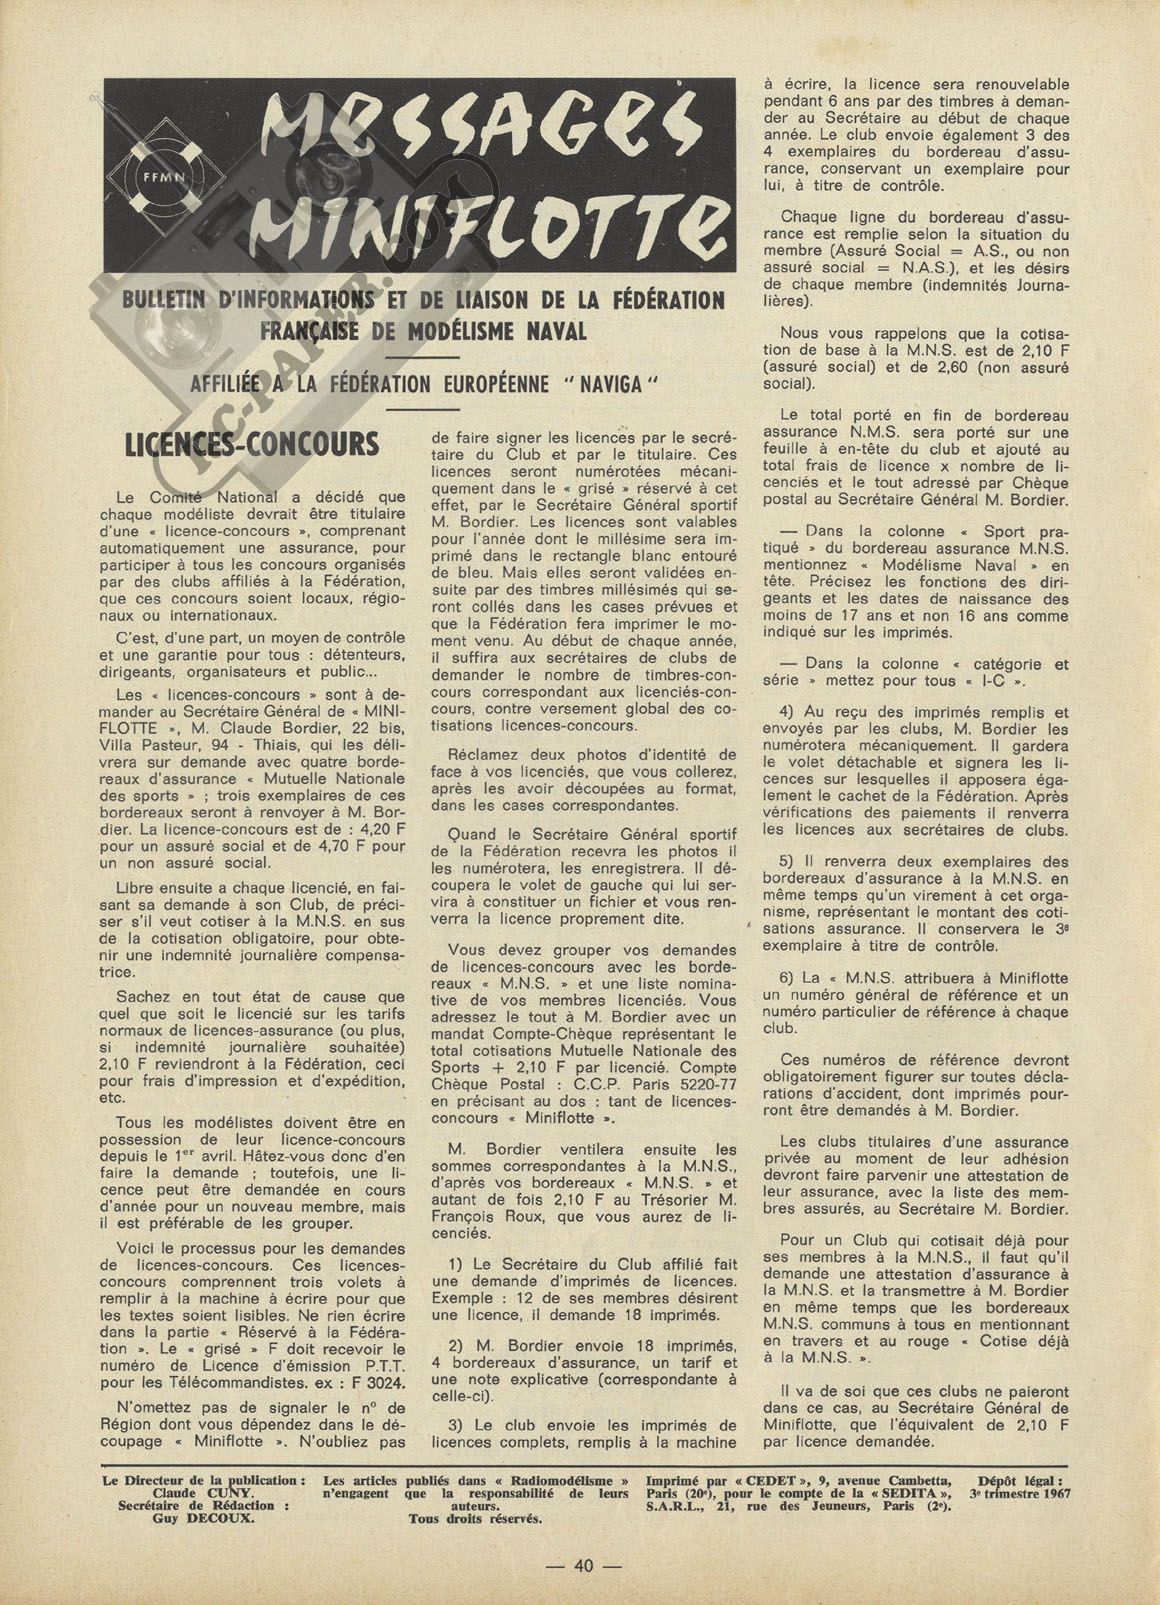 MESSAGES
MINIFLOTTE
FFMN
RC-PAPER.COM
BULLETIN D'INFORMATIONS ET DE LIAISON DE LA FÉDÉRATION
FRANÇAISE DE MODÉLISME NAVAL
AFFILIÉE A LA FÉDÉRATION EUROPÉENNE "NAVIGA"
LICENCES-CONCOURS
Le Comité National a décidé que
chaque modéliste devrait être titulaire
d'une « licence-concours », comprenant
automatiquement une assurance, pour
participer à tous les concours organisés
par des clubs affiliés à la Fédération,
que ces concours soient locaux, régio-
naux ou internationaux.
C'est, d'une part, un moyen de contrôle
et une garantie pour tous : détenteurs,
dirigeants, organisateurs et public...
Les « licences-concours » sont à de-
mander au Secrétaire Général de « MINI-
FLOTTE », M. Claude Bordier, 22 bis,
Villa Pasteur, 94 - Thiais, qui les déli-
vrera sur demande avec quatre borde-
reaux d'assurance « Mutuelle Nationale
des sports » ; trois exemplaires de ces
bordereaux seront à renvoyer à M. Bor-
dier. La licence-concours est de : 4,20 F
pour un assuré social et de 4,70 F pour
un non assuré social.
Libre ensuite a chaque licencié, en fai-
sant sa demande à son Club, de préci-
ser s'il veut cotiser à la M.N.S. en sus
de la cotisation obligatoire, pour obte-
nir une indemnité journalière compensa-
trice.
Sachez en tout état de cause que
quel que soit le licencié sur les tarifs
normaux de licences-assurance (ou plus,
si indemnité journalière souhaitée)
2,10 F reviendront à la Fédération, ceci
pour frais d'impression et d'expédition,
etc.
Tous les modélistes doivent être en
possession de leur licence-concours
depuis le 1er avril. Hâtez-vous donc d'en
faire la demande ; toutefois, une li-
cence peut être demandée en cours
d'année pour un nouveau membre, mais
il est préférable de les grouper.
Voici le processus pour les demandes
de licences-concours. Ces licences-
concours comprennent trois volets à
remplir à la machine à écrire pour que
les textes soient lisibles. Ne rien écrire
dans la partie « Réservé à la Fédéra-
tion ». Le « grisé » F doit recevoir le
numéro de Licence d'émission P.T.T.
pour les Télécommandistes. ex : F 3024.
N'omettez pas de signaler le n° de
Région dont vous dépendez dans le dé-
coupage « Miniflotte ». N'oubliez pas
de faire signer les licences par le secré-
taire du Club et par le titulaire. Ces
licences seront numérotées mécani-
quement dans le « grisé » réservé à cet
effet, par le Secrétaire Général sportif
M. Bordier. Les licences sont valables
pour l'année dont le millésime sera im-
primé dans le rectangle blanc entouré
de bleu. Mais elles seront validées en-
suite par des timbres millésimés qui se-
ront collés dans les cases prévues et
que la Fédération fera imprimer le mo-
ment venu. Au début de chaque année,
il suffira aux secrétaires de clubs de
demander le nombre de timbres-con-
cours correspondant aux licenciés-con-
cours, contre versement global des co-
tisations licences-concours.
Réclamez deux photos d'identité de
face à vos licenciés, que vous collerez,
après les avoir découpées au format,
dans les cases correspondantes.
Quand le Secrétaire Général sportif
de la Fédération recevra les photos il
les numérotera, les enregistrera. Il dé-
coupera le volet de gauche qui lui ser-
vira à constituer un fichier et vous ren-
verra la licence proprement dite.
Vous devez grouper vos demandes
de licences-concours avec les borde-
reaux « M.N.S. » et une liste nomina-
tive de vos membres licenciés. Vous
adressez le tout à M. Bordier avec un
mandat Compte-Chèque représentant le
total cotisations Mutuelle Nationale des
Sports + 2,10 F par licencié. Compte
Chèque Postal : C.C.P. Paris 5220-77
en précisant au dos : tant de licences-
concours « Miniflotte ».
M. Bordier ventilera ensuite les
sommes correspondantes à la M.N.S.,
d'après vos bordereaux « M.N.S. » et
autant de fois 2,10 F au Trésorier M.
François Roux, que vous aurez de li-
cenciés.
1) Le Secrétaire du Club affilié fait
une demande d'imprimés de licences.
Exemple : 12 de ses membres désirent
une licence, il demande 18 imprimés.
2) M. Bordier envoie 18 imprimés,
4 bordereaux d'assurance, un tarif et
une note explicative (correspondante à
celle-ci).
3) Le club envoie les imprimés de
licences complets, remplis à la machine
à écrire, la licence sera renouvelable
pendant 6 ans par des timbres à deman-
der au Secrétaire au début de chaque
année. Le club envoie également 3 des
4 exemplaires du bordereau d'assu-
rance, conservant un exemplaire pour
lui, à titre de contrôle.
Chaque ligne du bordereau d'assu-
rance est remplie selon la situation du
membre (Assuré Social = A.S., ou non
assuré social = N.A.S.), et les désirs
de chaque membre (indemnités Journa-
lières).
Nous vous rappelons que la cotisa-
tion de base à la M.N.S. est de 2,10 F
(assuré social) et de 2,60 (non assuré
social).
Le total porté en fin de bordereau
assurance N.M.S. sera porté sur une
feuille à en-tête du club et ajouté au
total frais de licence x nombre de li-
cenciés et le tout adressé par Chèque
postal au Secrétaire Général M. Bordier.
— Dans la colonne « Sport pra-
tiqué » du bordereau assurance M.N.S.
mentionnez « Modélisme Naval » en
tête. Précisez les fonctions des diri-
geants et les dates de naissance des
moins de 17 ans et non 16 ans comme
indiqué sur les imprimés.
— Dans la colonne « catégorie et
série » mettez pour tous « I-C ».
4) Au reçu des imprimés remplis et
envoyés par les clubs, M. Bordier les
numérotera mécaniquement. Il gardera
le volet détachable et signera les li-
cences sur lesquelles il apposera éga-
lement le cachet de la Fédération. Après
vérifications des paiements il renverra
les licences aux secrétaires de clubs.
5) Il renverra deux exemplaires des
bordereaux d'assurance à la M.N.S. en
même temps qu'un virement à cet orga-
nisme, représentant le montant des coti-
sations assurance. Il conservera le 3e
exemplaire à titre de contrôle.
6) La « M.N.S. attribuera à Miniflotte
un numéro général de référence et un
numéro particulier de référence à chaque
club.
Ces numéros de référence devront
obligatoirement figurer sur toutes décla-
rations d'accident, dont imprimés pour-
ront être demandés à M. Bordier.
Les clubs titulaires d'une assurance
privée au moment de leur adhésion
devront faire parvenir une attestation de
leur assurance, avec la liste des mem-
bres assurés, au Secrétaire M. Bordier.
Pour un Club qui cotisait déjà pour
ses membres à la M.N.S., il faut qu'il
demande une attestation d'assurance à
la M.N.S. et la transmettre à M. Bordier
en même temps que les bordereaux
M.N.S. communs à tous en mentionnant
en travers et au rouge « Cotise déjà
à la M.N.S. ».
Il va de soi que ces clubs ne paieront
dans ce cas, au Secrétaire Général de
Miniflotte, que l'équivalent de 2,10 F
par licence demandée.
Le Directeur de la publication :
Claude CUNY.
Secrétaire de Rédaction :
Guy DECOUX.
Les articles publiés dans « Radiomodélisme »
n'engagent que la responsabilité de leurs
auteurs.
Tous droits réservés.
Imprimé par « CEDET », 9, avenue Cambetta,
Paris (20e), pour le compte de la « SEDITA »,
S.A.R.L., 21, rue des Jeuneurs, Paris (2e).
Dépôt légal :
3e trimestre 1967
— 40 —